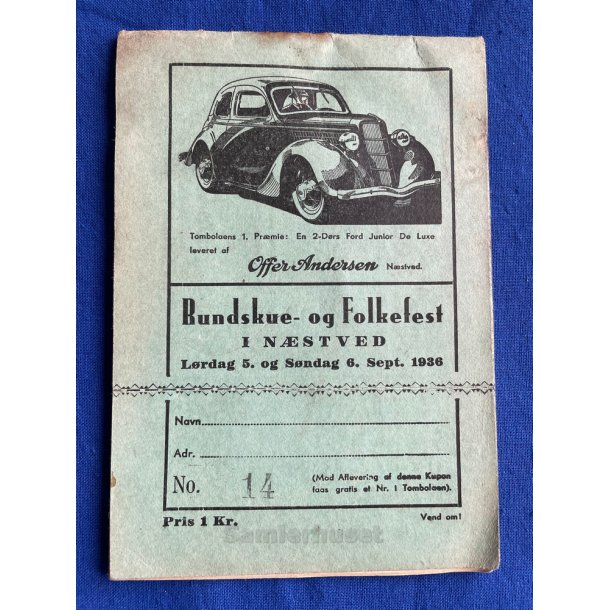 Tombolaens 1. Præmie: En 2-Dørs Ford Junior De Luxe
leveret af
Offer Andersen Næstved.
Rundskue- og Folkefest
I NÆSTVED
Lørdag 5. og Søndag 6. Sept. 1936
Navn
Adr.
No. 14
(Mod Aflevering af denne Kupon
faas gratis et Nr. i Tombolaen).
Pris 1 Kr.
Vend om!
Samlerhuset